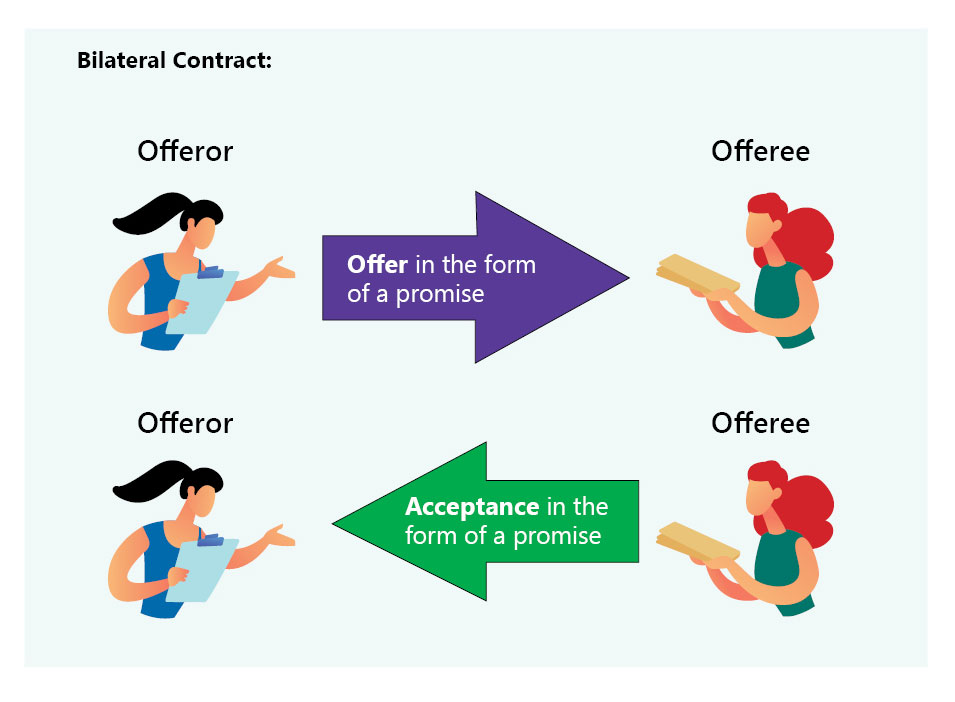 Bilateral Contract:
Offeror
Offeree
Offer in the form
of a promise
Offeror
Offeree
Acceptance in the
form of a promise